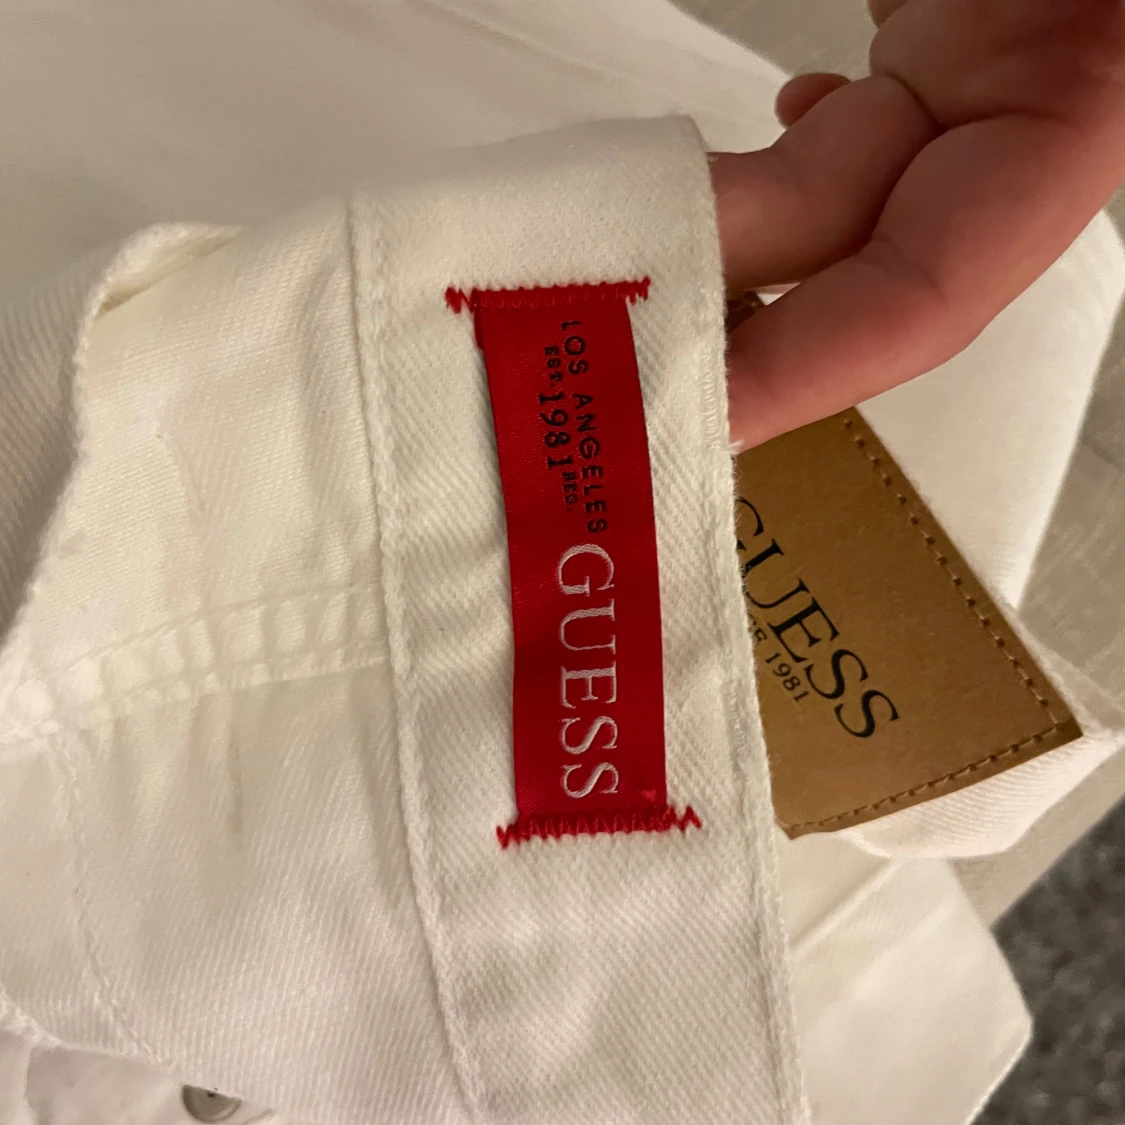 LOS ANGELES
EST. 1981 REG.
GUESS
GUESS
1981